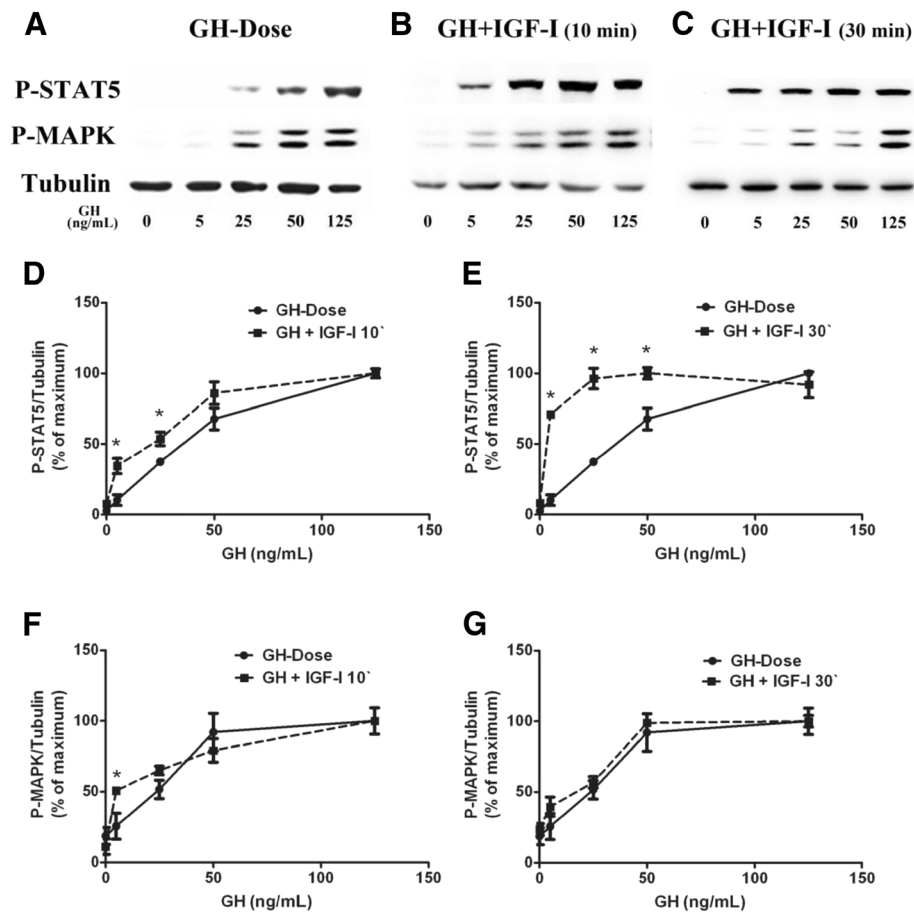 A
GH-Dose
B
GH+IGF-I (10 min)
C
GH+IGF-I (30 min)
P-STAT5
P-MAPK
Tubulin
GH (ng/mL)
0 5 25 50 125
0 5 25 50 125
0 5 25 50 125
D
P-STAT5/Tubulin
(% of maximum)
150
100
50
0
GH-Dose
GH + IGF-I 10`
*
*
0 50 100 150
GH (ng/mL)
E
P-STAT5/Tubulin
(% of maximum)
150
100
50
0
GH-Dose
GH + IGF-I 30`
*
*
*
0 50 100 150
GH (ng/mL)
F
P-MAPK/Tubulin
(% of maximum)
150
100
50
0
GH-Dose
GH + IGF-I 10`
*
0 50 100 150
GH (ng/mL)
G
P-MAPK/Tubulin
(% of maximum)
150
100
50
0
GH-Dose
GH + IGF-I 30`
0 50 100 150
GH (ng/mL)